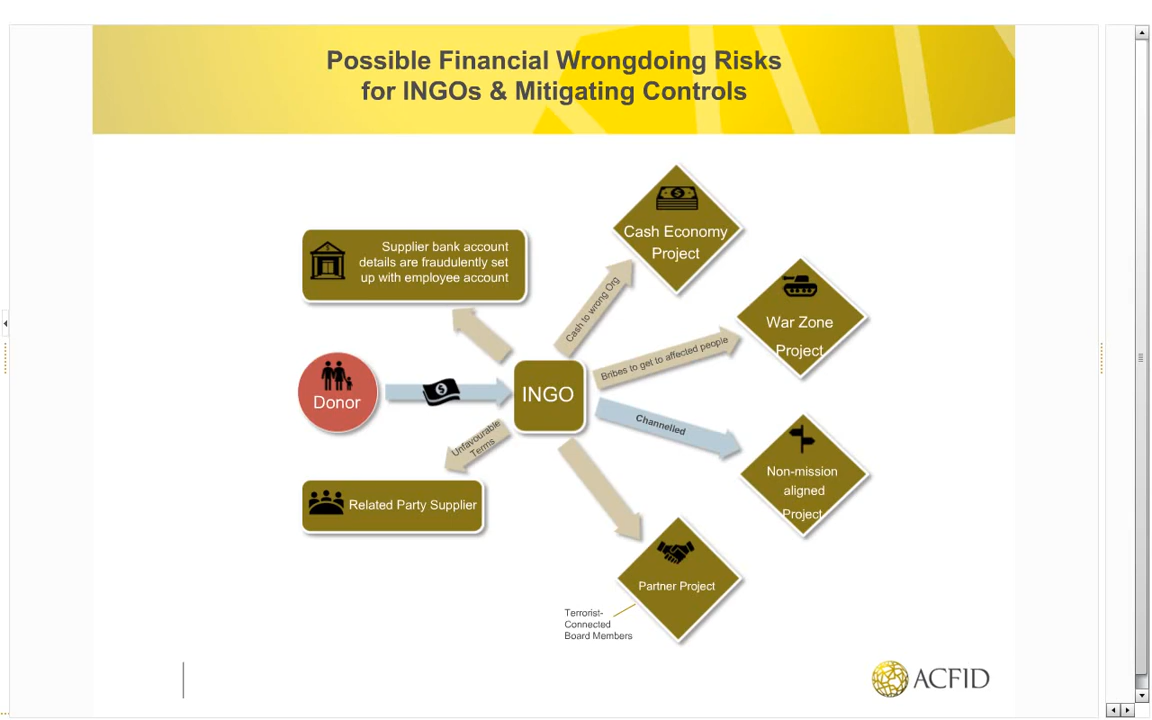 Possible Financial Wrongdoing Risks
for INGOs & Mitigating Controls
Cash Economy
Project
Supplier bank account
details are fraudulently set
up with employee account
Cash to wrong Org
War Zone
Project
Bribes to get to affected people
Donor
INGO
Channelled
Unfavourable
Terms
Non-mission
aligned
Project
Related Party Supplier
Partner Project
Terrorist-
Connected
Board Members
ACFID